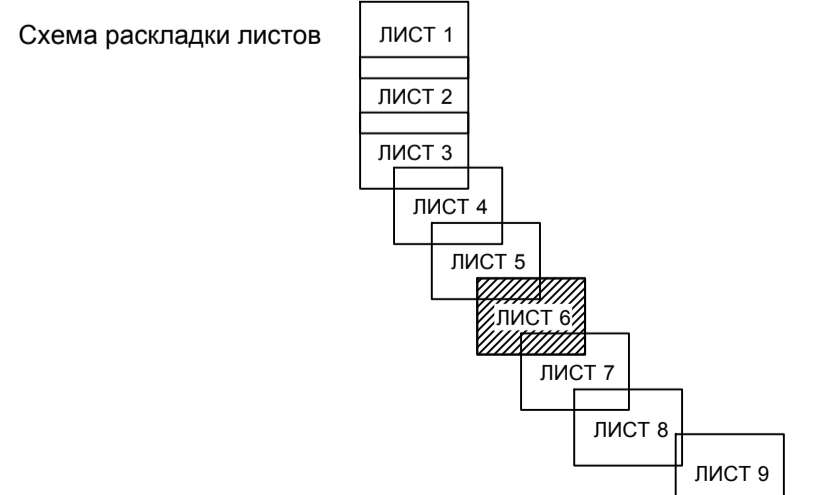 Схема раскладки листов
ЛИСТ 1
ЛИСТ 2
ЛИСТ 3
ЛИСТ 4
ЛИСТ 5
ЛИСТ 6
ЛИСТ 7
ЛИСТ 8
ЛИСТ 9